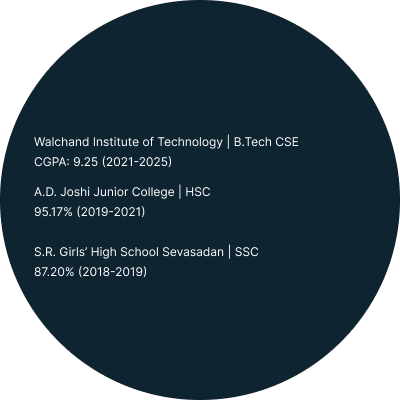 Walchand Institute of Technology | B.Tech CSE
CGPA: 9.25 (2021-2025)
A.D. Joshi Junior College | HSC
95.17% (2019-2021)
S.R. Girls’ High School Sevasadan | SSC
87.20% (2018-2019)